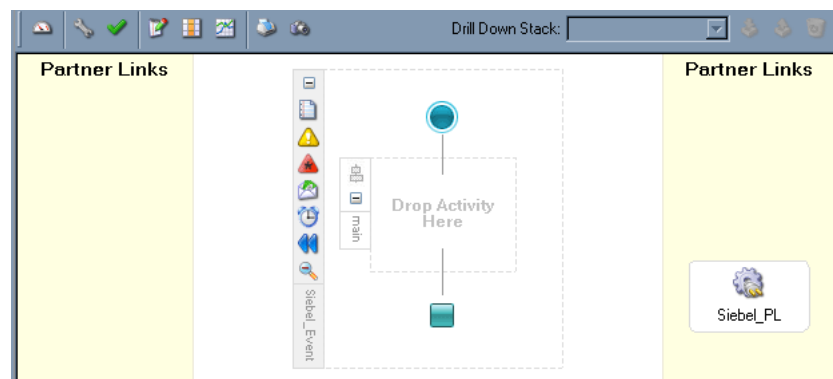 Drill Down Stack:
Partner Links
Partner Links
main
Drop Activity
Here
Siebel_Event
Siebel_PL